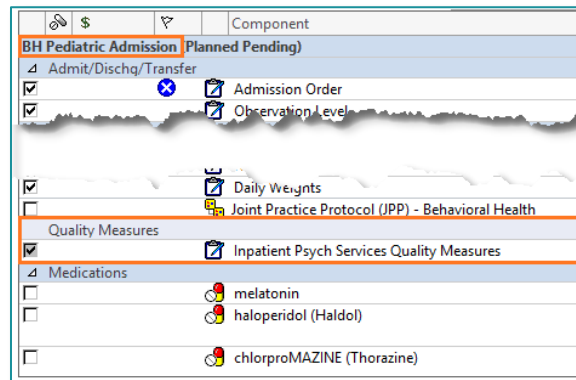 $ Component
BH Pediatric Admission (Planned Pending)
Admit/Dischg/Transfer
Admission Order
Observation Level
Daily Weights
Joint Practice Protocol (JPP) - Behavioral Health
Quality Measures
Inpatient Psych Services Quality Measures
Medications
melatonin
haloperidol (Haldol)
chlorproMAZINE (Thorazine)